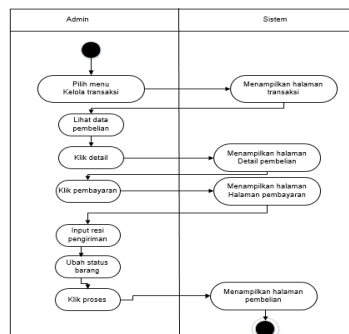 Admin
Sistem
Pilih menu
Kelola transaksi
Menampilkan halaman
transaksi
Lihat data
pembelian
Klik detail
Menampilkan halaman
Detail pembelian
Klik pembayaran
Menampilkan halaman
Halaman pembayaran
Input resi
pengiriman
Ubah status
barang
Klik proses
Menampilkan halaman
pembelian